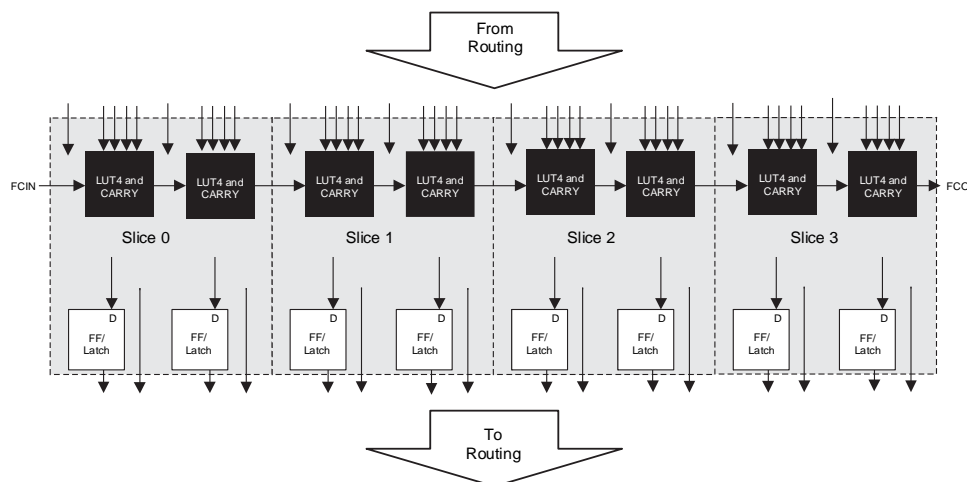 From
Routing
LUT4 and
CARRY
LUT4 and
CARRY
LUT4 and
CARRY
LUT4 and
CARRY
LUT4 and
CARRY
LUT4 and
CARRY
LUT4 and
CARRY
LUT4 and
CARRY
FCIN
FCO
Slice 0
Slice 1
Slice 2
Slice 3
D
FF/
Latch
D
FF/
Latch
D
FF/
Latch
D
FF/
Latch
D
FF/
Latch
D
FF/
Latch
D
FF/
Latch
D
FF/
Latch
To
Routing